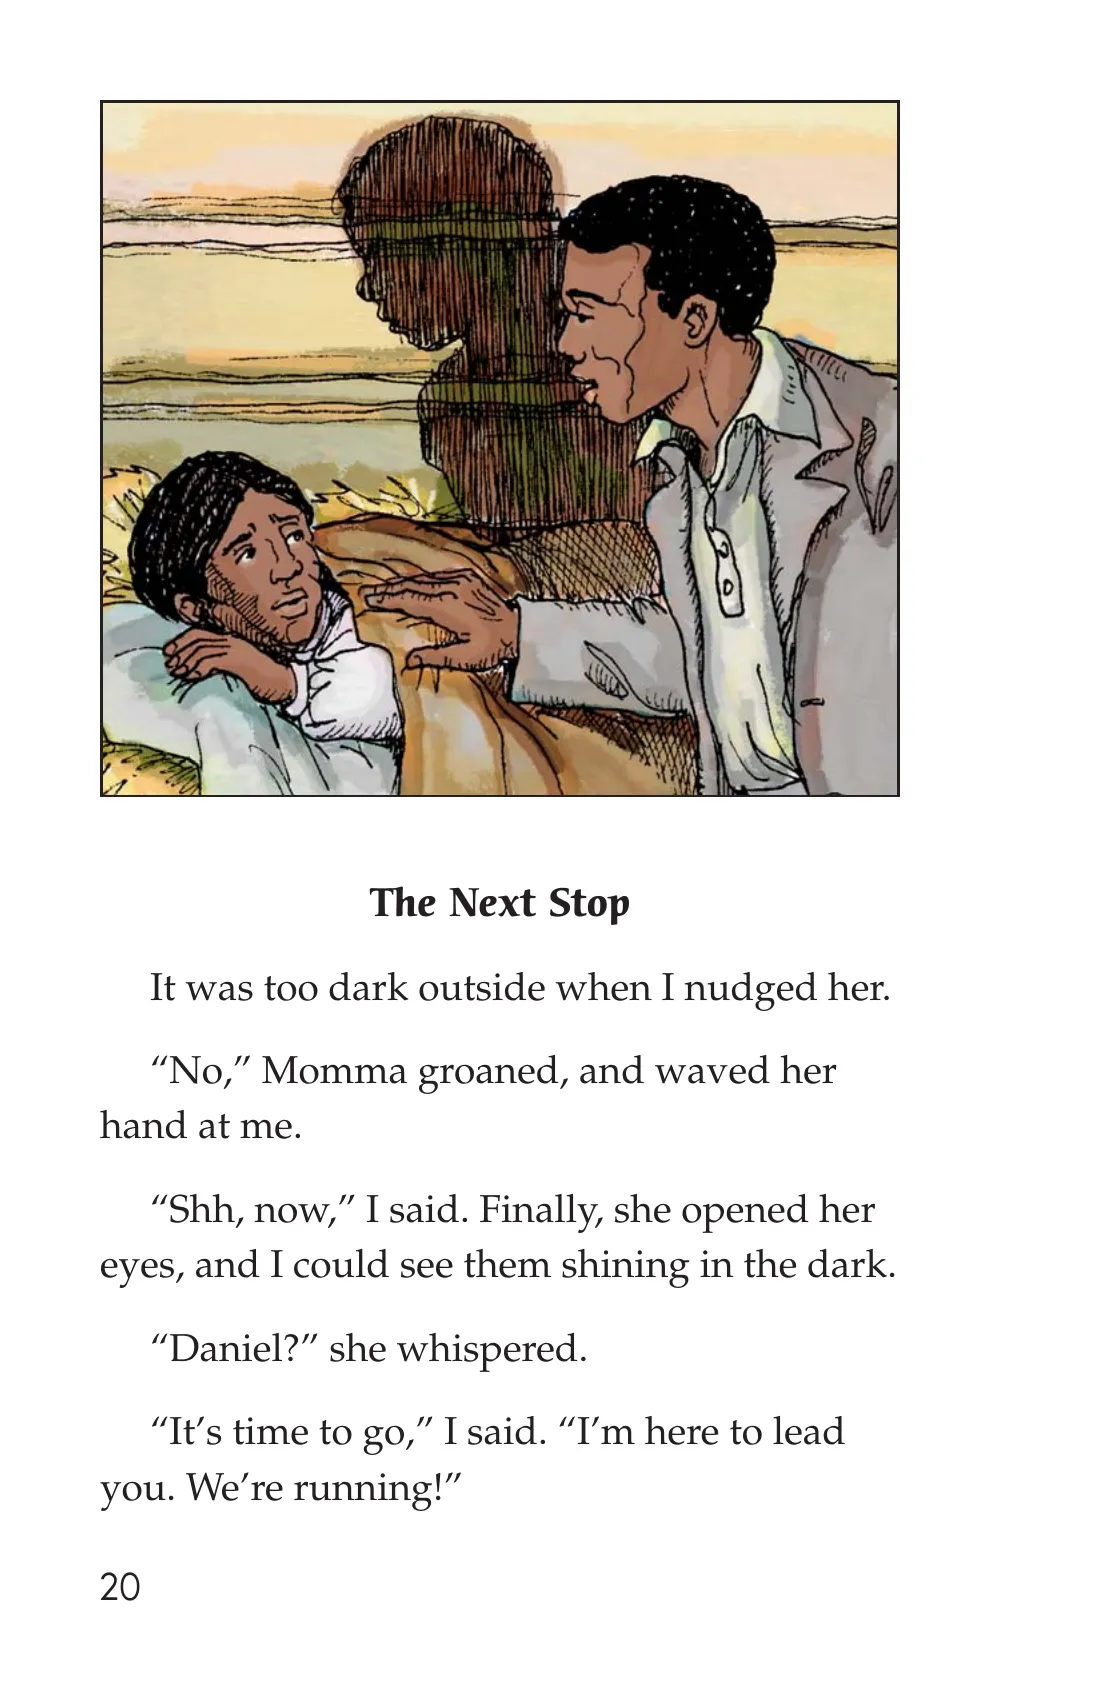 The Next Stop
It was too dark outside when I nudged her.
“No,” Momma groaned, and waved her
hand at me.
“Shh, now,” I said. Finally, she opened her
eyes, and I could see them shining in the dark.
“Daniel?” she whispered.
“It’s time to go,” I said. “I’m here to lead
you. We’re running!”
20